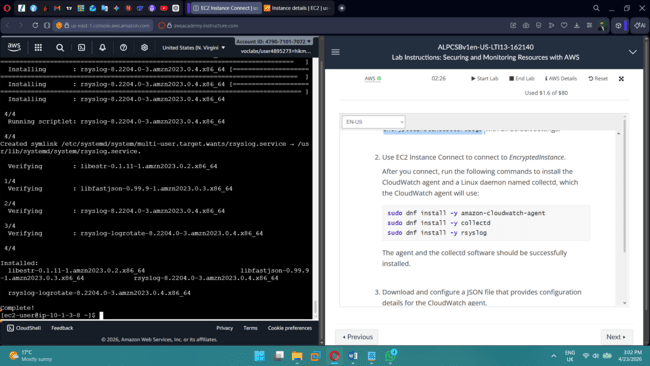 EC2 Instance Connect | us
Instance details | EC2 | u
us-east-1.console.aws.amazon.com
awsacademy.instructure.com
aws
United States (N. Virginia)
Account ID: 4790-7101-7072
Installing : rsyslog-8.2204.0-3.amzn2023.0.4.x86_64 [
Installing : rsyslog-8.2204.0-3.amzn2023.0.4.x86_64 [
Installing : rsyslog-8.2204.0-3.amzn2023.0.4.x86_64
4/4
Running scriptlet: rsyslog-8.2204.0-3.amzn2023.0.4.x86_64
4/4
Created symlink /etc/systemd/system/multi-user.target.wants/rsyslog.service → /us
r/lib/systemd/system/rsyslog.service.
Verifying : libestr-0.1.11-1.amzn2023.0.2.x86_64
1/4
Verifying : libfastjson-0.99.9-1.amzn2023.0.3.x86_64
2/4
Verifying : rsyslog-8.2204.0-3.amzn2023.0.4.x86_64
3/4
Verifying : rsyslog-logrotate-8.2204.0-3.amzn2023.0.4.x86_64
4/4
Installed:
libestr-0.1.11-1.amzn2023.0.2.x86_64 libfastjson-0.99.9
-1.amzn2023.0.3.x86_64 rsyslog-8.2204.0-3.amzn2023.0.4.x86_64
rsyslog-logrotate-8.2204.0-3.amzn2023.0.4.x86_64
Complete!
[ec2-user@ip-10-1-3-8 ~]$
CloudShell Feedback Privacy Terms Cookie preferences
© 2026, Amazon Web Services, Inc. or its affiliates.
ALPCSBv1en-US-LTI13-162140
Lab Instructions: Securing and Monitoring Resources with AWS
AWS 02:26 Start Lab End Lab AWS Details Reset
Used $1.6 of $80
EN-US
2. Use EC2 Instance Connect to connect to EncryptedInstance.
After you connect, run the following commands to install the
CloudWatch agent and a Linux daemon named collectd, which
the CloudWatch agent will use:
sudo dnf install -y amazon-cloudwatch-agent
sudo dnf install -y collectd
sudo dnf install -y rsyslog
The agent and the collectd software should be successfully
installed.
3. Download and configure a JSON file that provides configuration
details for the CloudWatch agent.
Previous Next
17°C
Mostly sunny
ENG
UK
3:02 PM
4/23/2026